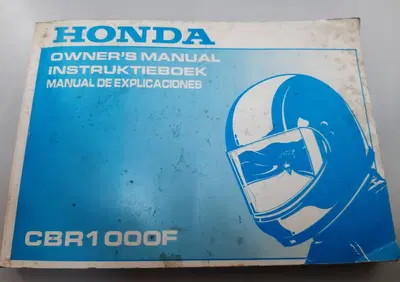 HONDA
OWNER'S MANUAL
INSTRUKTIEBOEK
MANUAL DE EXPLICACIONES
CBR1000F